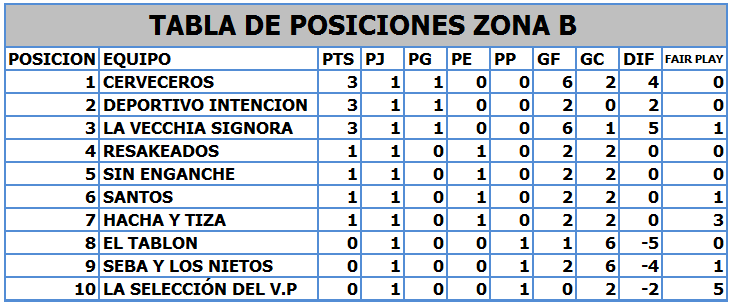 TABLA DE POSICIONES ZONA B
POSICION EQUIPO PTS PJ PG PE PP GF GC DIF FAIR PLAY
1 CERVECEROS 3 1 1 0 0 6 2 4 0
2 DEPORTIVO INTENCION 3 1 1 0 0 2 0 2 0
3 LA VECCHIA SIGNORA 3 1 1 0 0 6 1 5 1
4 RESAKEADOS 1 1 0 1 0 2 2 0 0
5 SIN ENGANCHE 1 1 0 1 0 2 2 0 0
6 SANTOS 1 1 0 1 0 2 2 0 1
7 HACHA Y TIZA 1 1 0 1 0 2 2 0 3
8 EL TABLON 0 1 0 0 1 1 6 -5 0
9 SEBA Y LOS NIETOS 0 1 0 0 1 2 6 -4 1
10 LA SELECCIÓN DEL V.P 0 1 0 0 1 0 2 -2 5